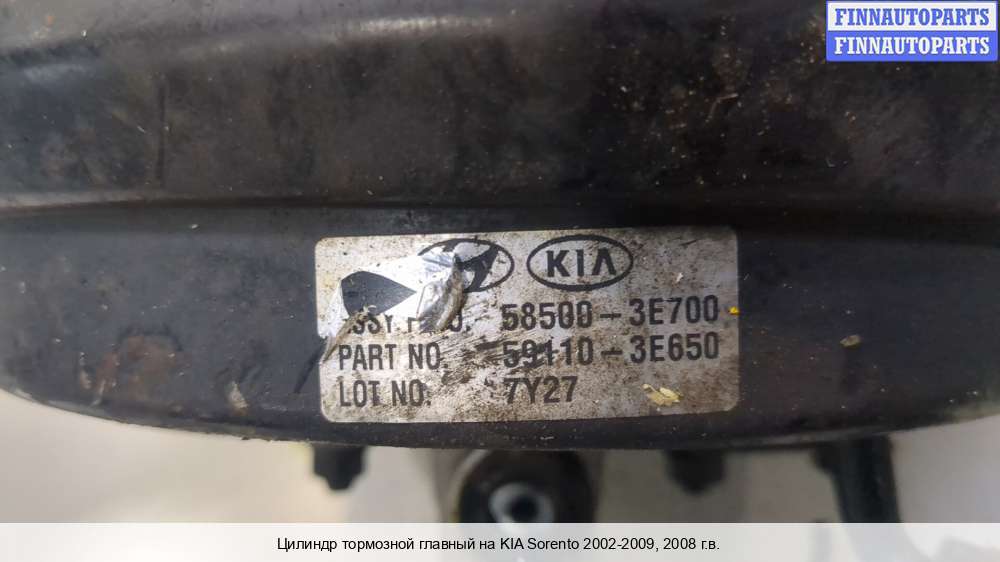 FINNAUTOPARTS
FINNAUTOPARTS
KIA
58500-3E700
PART NO. 59110-3E650
LOT NO. 7Y27
Цилиндр тормозной главный на KIA Sorento 2002-2009, 2008 г.в.